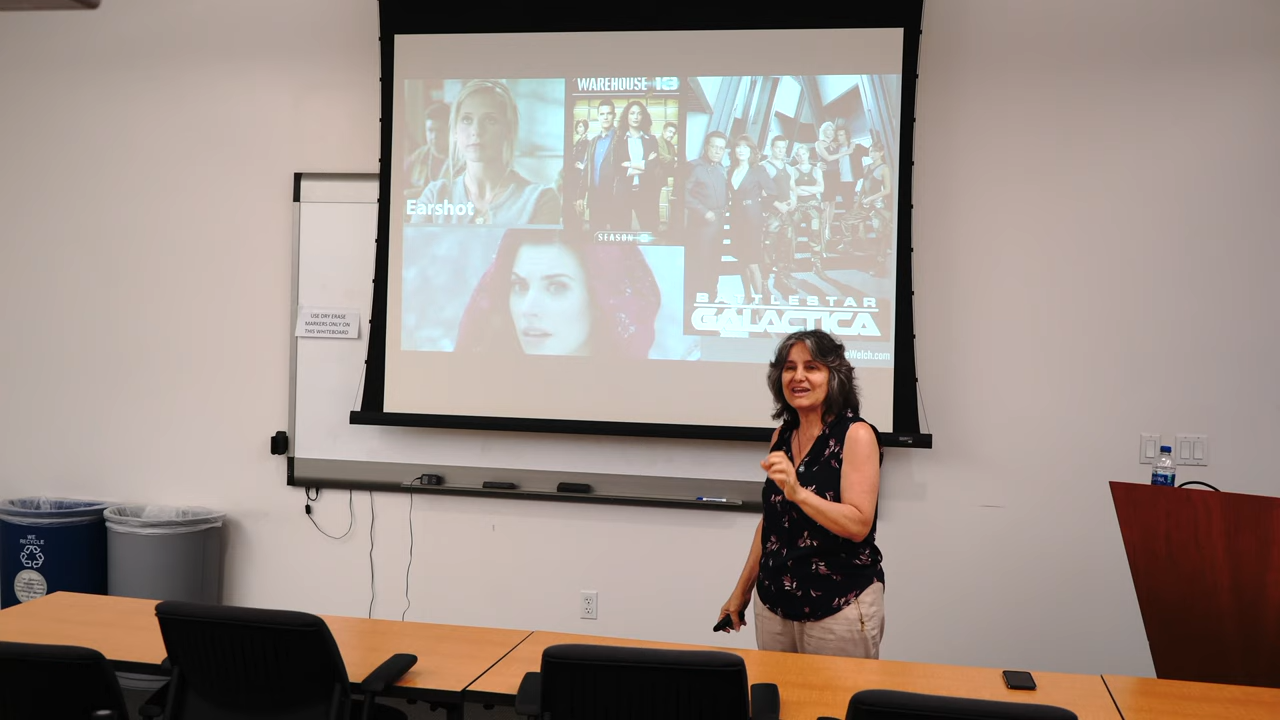 WAREHOUSE 13
Earshot
SEASON
BATTLESTAR
GALACTICA
eWelch.com
USE DRY ERASE
MARKERS ONLY ON
THIS WHITEBOARD
WE
RECYCLE